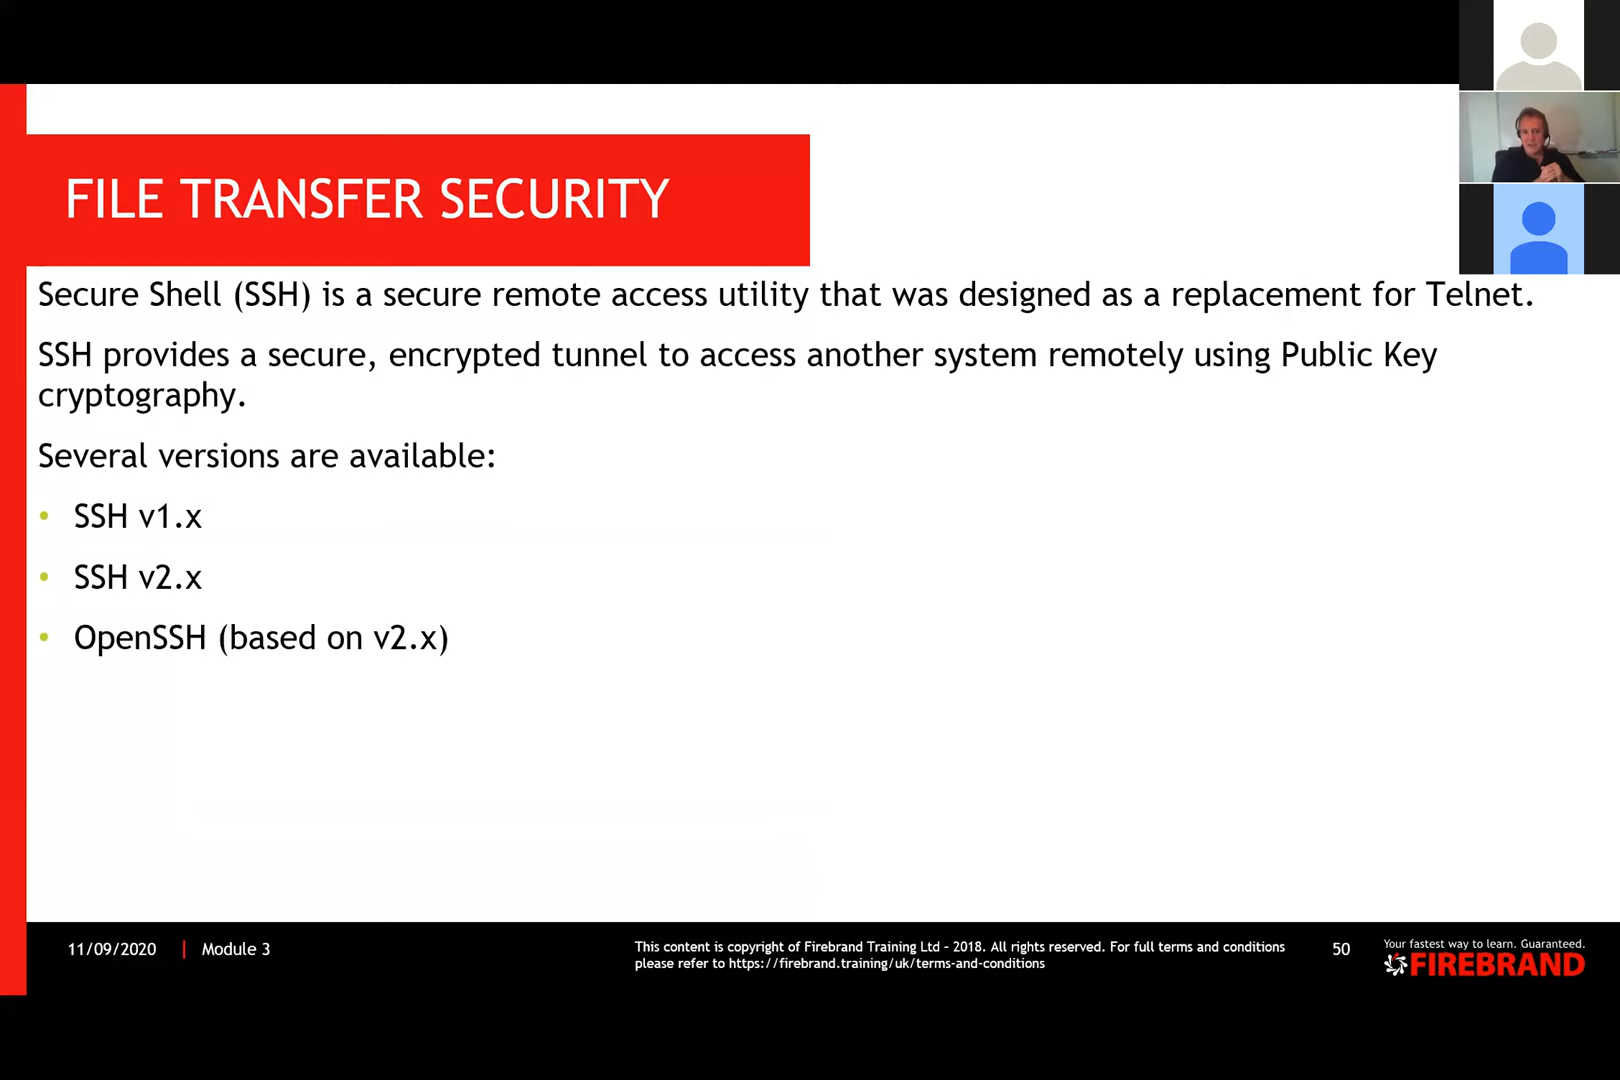 FILE TRANSFER SECURITY
Secure Shell (SSH) is a secure remote access utility that was designed as a replacement for Telnet.
SSH provides a secure, encrypted tunnel to access another system remotely using Public Key
cryptography.
Several versions are available:
• SSH v1.x
• SSH v2.x
• OpenSSH (based on v2.x)
11/09/2020 | Module 3
This content is copyright of Firebrand Training Ltd – 2018. All rights reserved. For full terms and conditions
please refer to https://firebrand.training/uk/terms-and-conditions
50
Your fastest way to learn. Guaranteed.
FIREBRAND